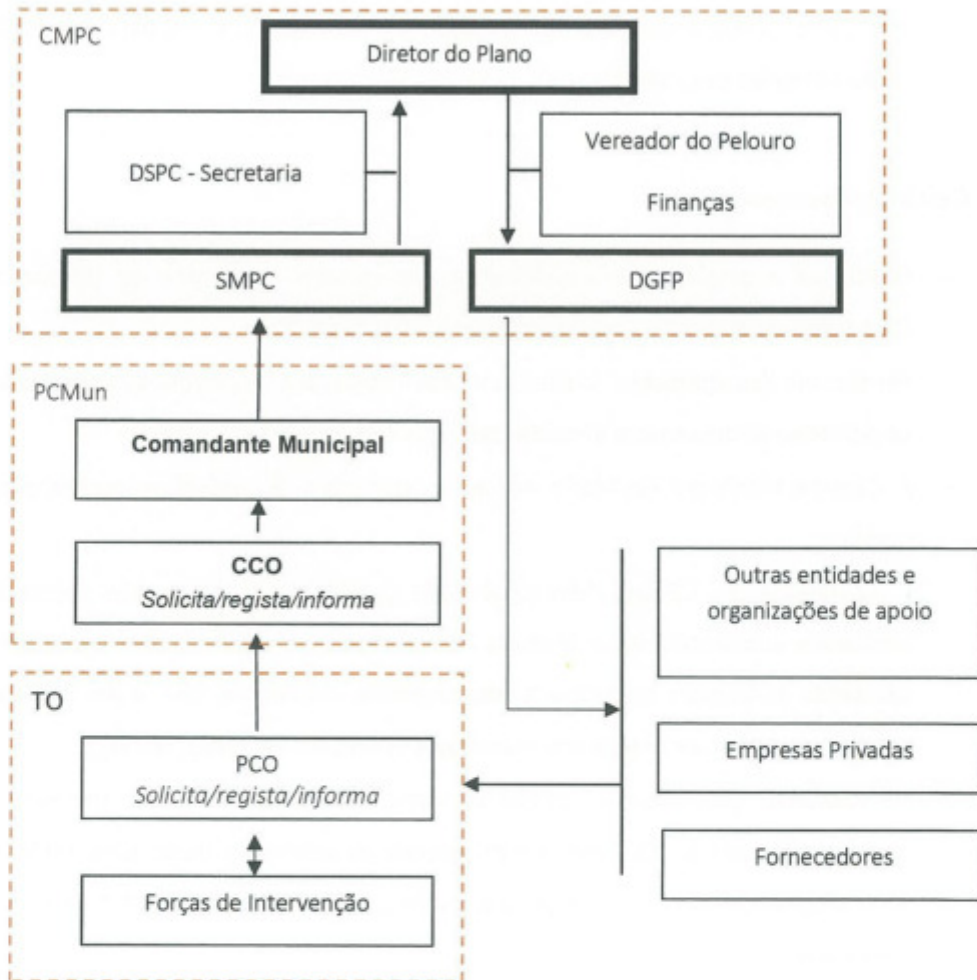 CMPC
Diretor do Plano
DSPC - Secretaria
Vereador do Pelouro
Finanças
SMPC
DGFP
PCMun
Comandante Municipal
CCO
Solicita/regista/informa
Outras entidades e
organizações de apoio
TO
PCO
Solicita/regista/informa
Empresas Privadas
Forças de Intervenção
Fornecedores